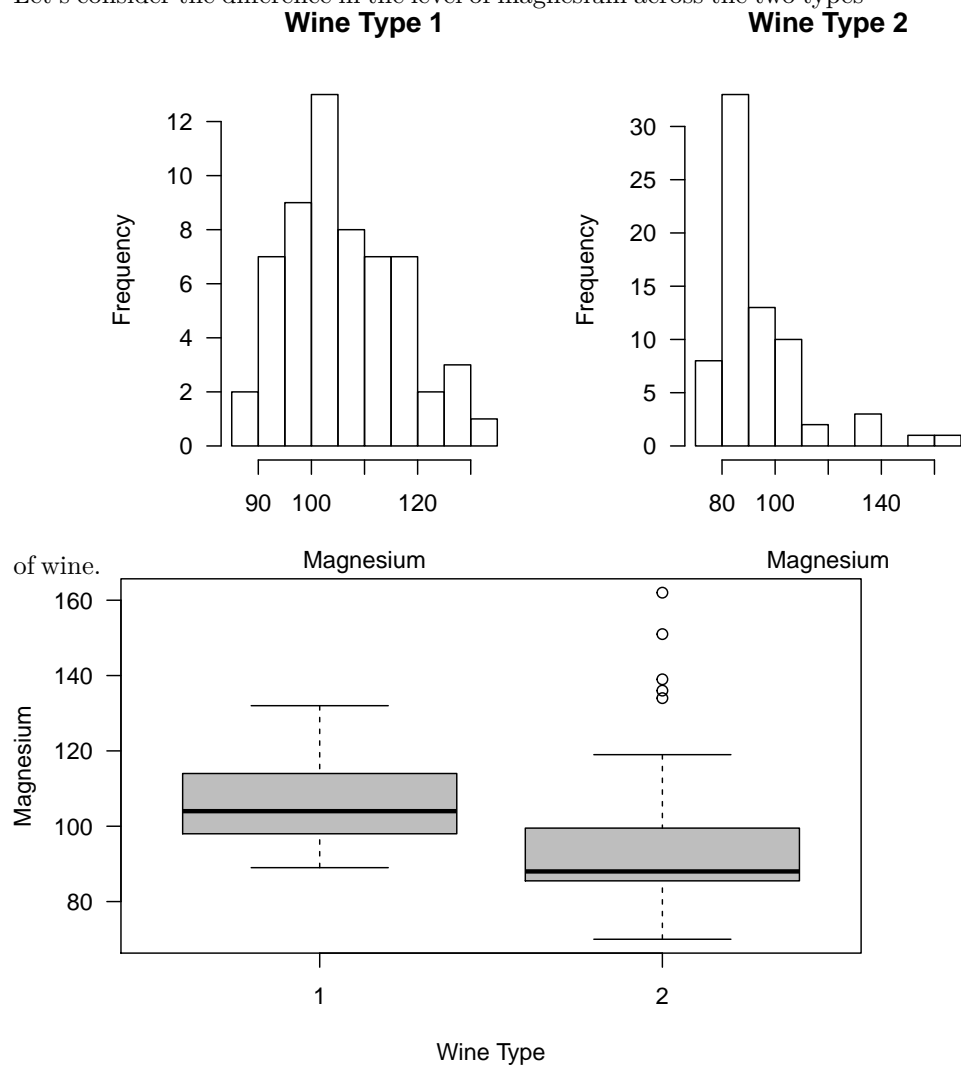 Let's consider the difference in the level of magnesium across the two types
Wine Type 1
Frequency
12
10
8
6
4
2
0
90 100 120
Magnesium
Wine Type 2
Frequency
30
25
20
15
10
5
0
80 100 140
Magnesium
of wine.
Magnesium
160
140
120
100
80
1 2
Wine Type